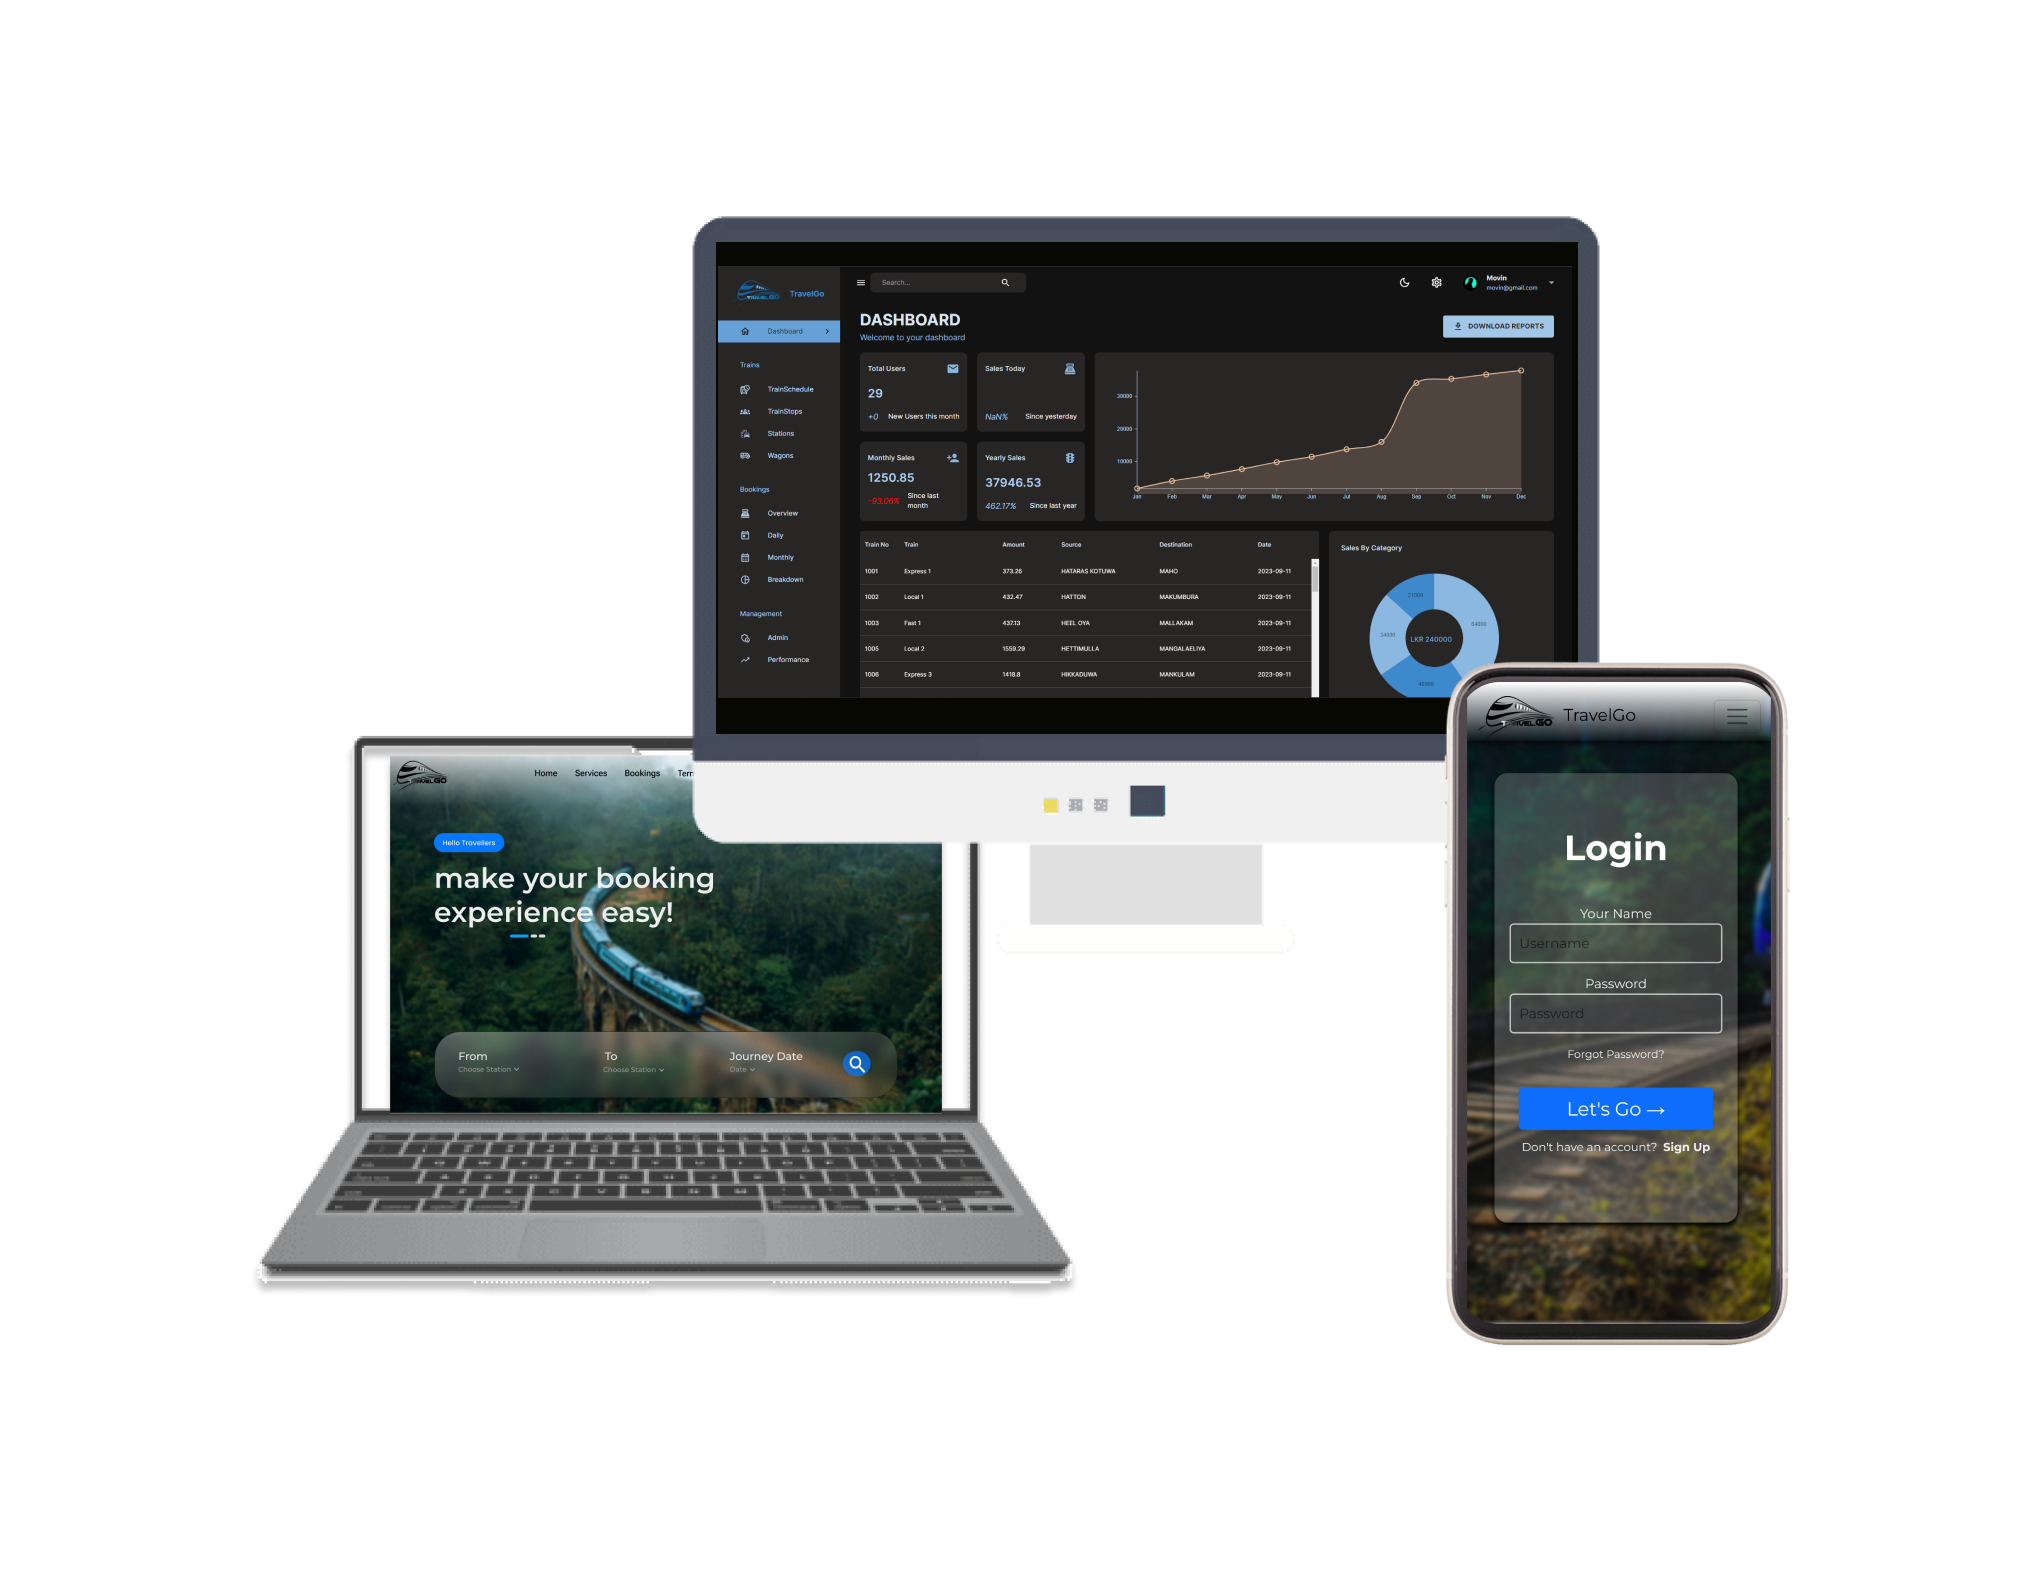 TRAVELGO
TravelGo
Search...
Movin
movin@gmail.com
Dashboard
DASHBOARD
Welcome to your dashboard
DOWNLOAD REPORTS
Trains
TrainSchedule
TrainStops
Stations
Wagons
Bookings
Overview
Daily
Monthly
Breakdown
Management
Admin
Performance
Total Users
29
+0 New Users this month
Sales Today
NaN% Since yesterday
Monthly Sales
1250.85
-93.06% Since last
month
Yearly Sales
37946.53
462.17% Since last year
30000
20000
10000
Jan Feb Mar Apr May Jun Jul Aug Sep Oct Nov Dec
Train No Train Amount Source Destination Date
1001 Express 1 373.26 HATARAS KOTUWA MAHO 2023-09-11
1002 Local 1 432.47 HATTON MAKUMBURA 2023-09-11
1003 Fast 1 437.13 HEEL OYA MALLAKAM 2023-09-11
1005 Local 2 1559.29 HETTIMULLA MANGALAELIYA 2023-09-11
1006 Express 3 1418.8 HIKKADUWA MANKULAM 2023-09-11
Sales By Category
21000
64000
54000
LKR 240000
TRAVELGO
Home Services Bookings
Hello Travellers
make your booking
experience easy!
From To Journey Date
Choose Station Choose Station Date
TRAVELGO TravelGo
Login
Your Name
Username
Password
Password
Forgot Password?
Let's Go →
Don't have an account? Sign Up